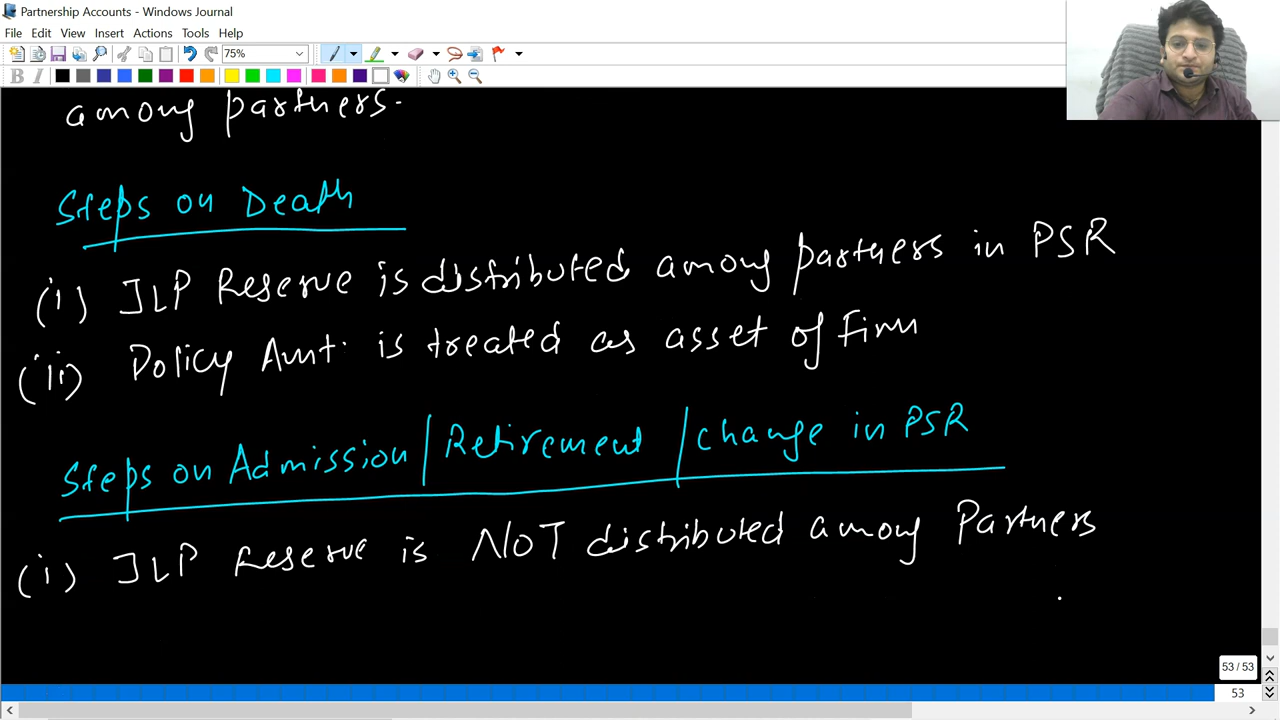 Partnership Accounts - Windows Journal
File Edit View Insert Actions Tools Help
75%
B I
among partners.
Steps on Death
(i) JLP Reserve is distributed among partners in PSR
(ii) Policy Amt. is treated as asset of Firm
Steps on Admission/Retirement/change in PSR
(i) JLP Reserve is NOT distributed among Partners
53 / 53
53